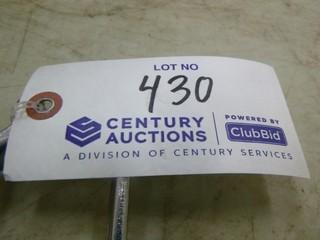 LOT NO
430
CENTURY AUCTIONS
POWERED BY
ClubBid
A DIVISION OF CENTURY SERVICES